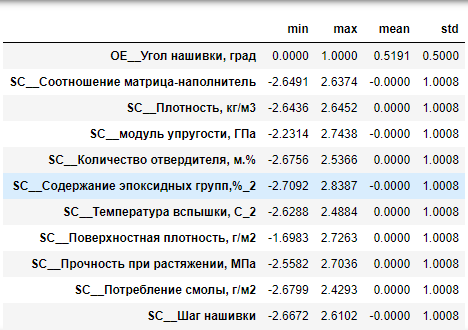 min max mean std
OE__Угол нашивки, град 0.0000 1.0000 0.5191 0.5000
SC__Соотношение матрица-наполнитель -2.6491 2.6374 -0.0000 1.0008
SC__Плотность, кг/м3 -2.6436 2.6452 0.0000 1.0008
SC__модуль упругости, ГПа -2.2314 2.7438 -0.0000 1.0008
SC__Количество отвердителя, м.% -2.6756 2.5366 0.0000 1.0008
SC__Содержание эпоксидных групп,%_2 -2.7092 2.8387 -0.0000 1.0008
SC__Температура вспышки, С_2 -2.6288 2.4884 0.0000 1.0008
SC__Поверхностная плотность, г/м2 -1.6983 2.7263 0.0000 1.0008
SC__Прочность при растяжении, МПа -2.5582 2.7036 0.0000 1.0008
SC__Потребление смолы, г/м2 -2.6799 2.4293 0.0000 1.0008
SC__Шаг нашивки -2.6672 2.6102 -0.0000 1.0008